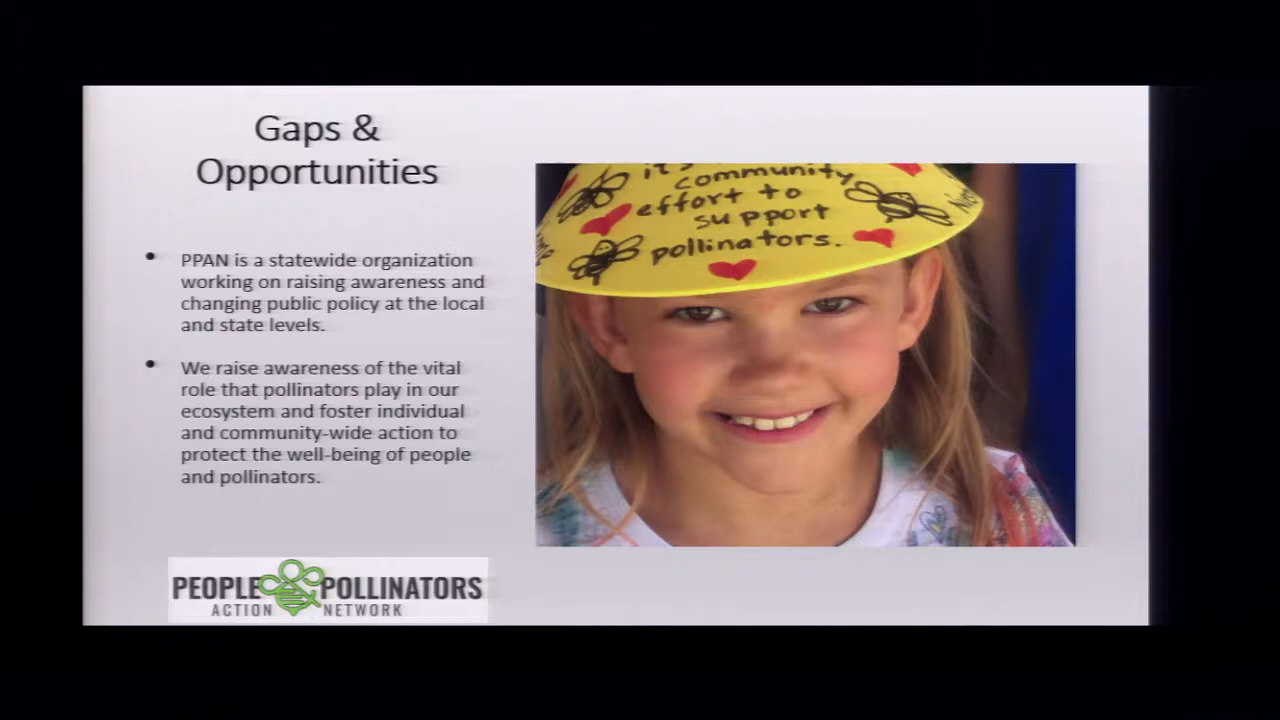 Gaps &
Opportunities
• PPAN is a statewide organization
working on raising awareness and
changing public policy at the local
and state levels.
• We raise awareness of the vital
role that pollinators play in our
ecosystem and foster individual
and community-wide action to
protect the well-being of people
and pollinators.
PEOPLE POLLINATORS
ACTION NETWORK
community
effort to
support
pollinators.